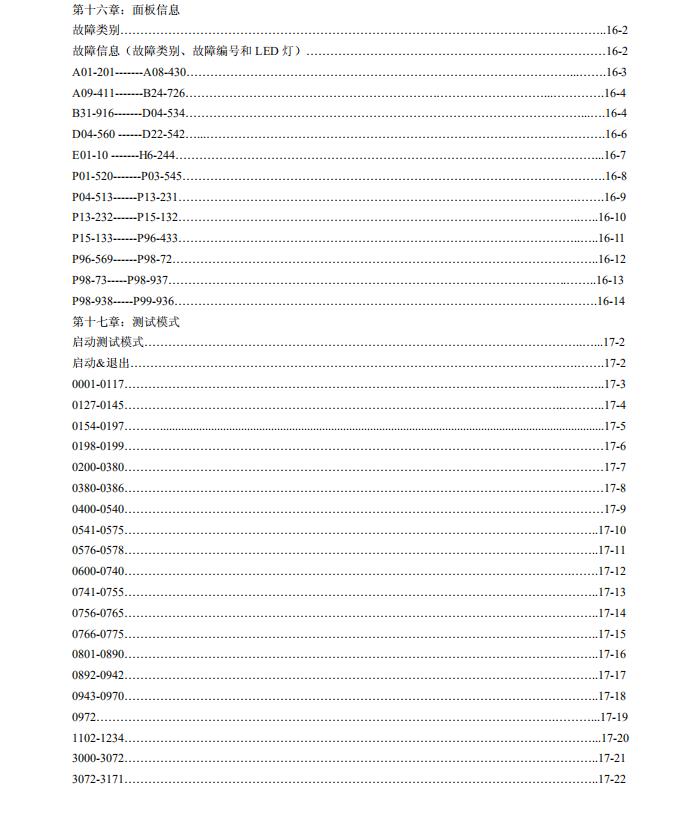 第十六章：面板信息
故障类别………………………………………………………………………………………………………..16-2
故障信息（故障类别、故障编号和 LED 灯）………………………………………………………………16-2
A01-201-------A08-430………………………………………………………………………………...…….16-3
A09-411-------B24-726………………………………………………………………………...……….16-4
B31-916-------D04-534……………………………………………………………………………...….16-4
D04-560 ------D22-542…...……………………………………………………………………………….16-6
E01-10 -------H6-244………………………………………………………………………………………...16-7
P01-520-------P03-545……………………………………………………………………………………….16-8
P04-513------P13-231…………………………………………………………………………………..…….16-9
P13-232------P15-132…………………………………………………………………………………..…..16-10
P15-133------P96-433…………………………………………………………………………………..…..16-11
P96-569------P98-72…………………………………………………………………………………….…..16-12
P98-73-----P98-937…………………………………………………………………………………..……..16-13
P98-938-----P99-936………………………………………………………………………………………..16-14
第十七章：测试模式
启动测试模式……………………………………………………………………………………..…...17-2
启动&退出……………………………………………………………………………………….…….17-2
0001-0117……………………………………………………………………………………….…….17-3
0127-0145……………………………………………………………………………………..…….17-4
0154-0197………...................................................................................................................................................17-5
0198-0199…………………………………………………………………………………………….17-6
0200-0380…………………………………………………………………………………………….17-7
0380-0386…………………………………………………………………………………………….17-8
0400-0540…………………………………………………………………………………………….17-9
0541-0575…………………………………………………………………………………………..17-10
0576-0578…………………………………………………………………………………………..17-11
0600-0740……………………………………………………………………………………….…….17-12
0741-0755…………………………………………………………………………………………..17-13
0756-0765…………………………………………………………………………………………..17-14
0766-0775…………………………………………………………………………………………..17-15
0801-0890…………………………………………………………………………………………..17-16
0892-0942…………………………………………………………………………………………..17-17
0943-0970…………………………………………………………………………………………..17-18
0972…………………………………………………………………………………..………...17-19
1102-1234…………………………………………………………………………………………...17-20
3000-3072…………………………………………………………………………………………..17-21
3072-3171…………………………………………………………………………………………..17-22